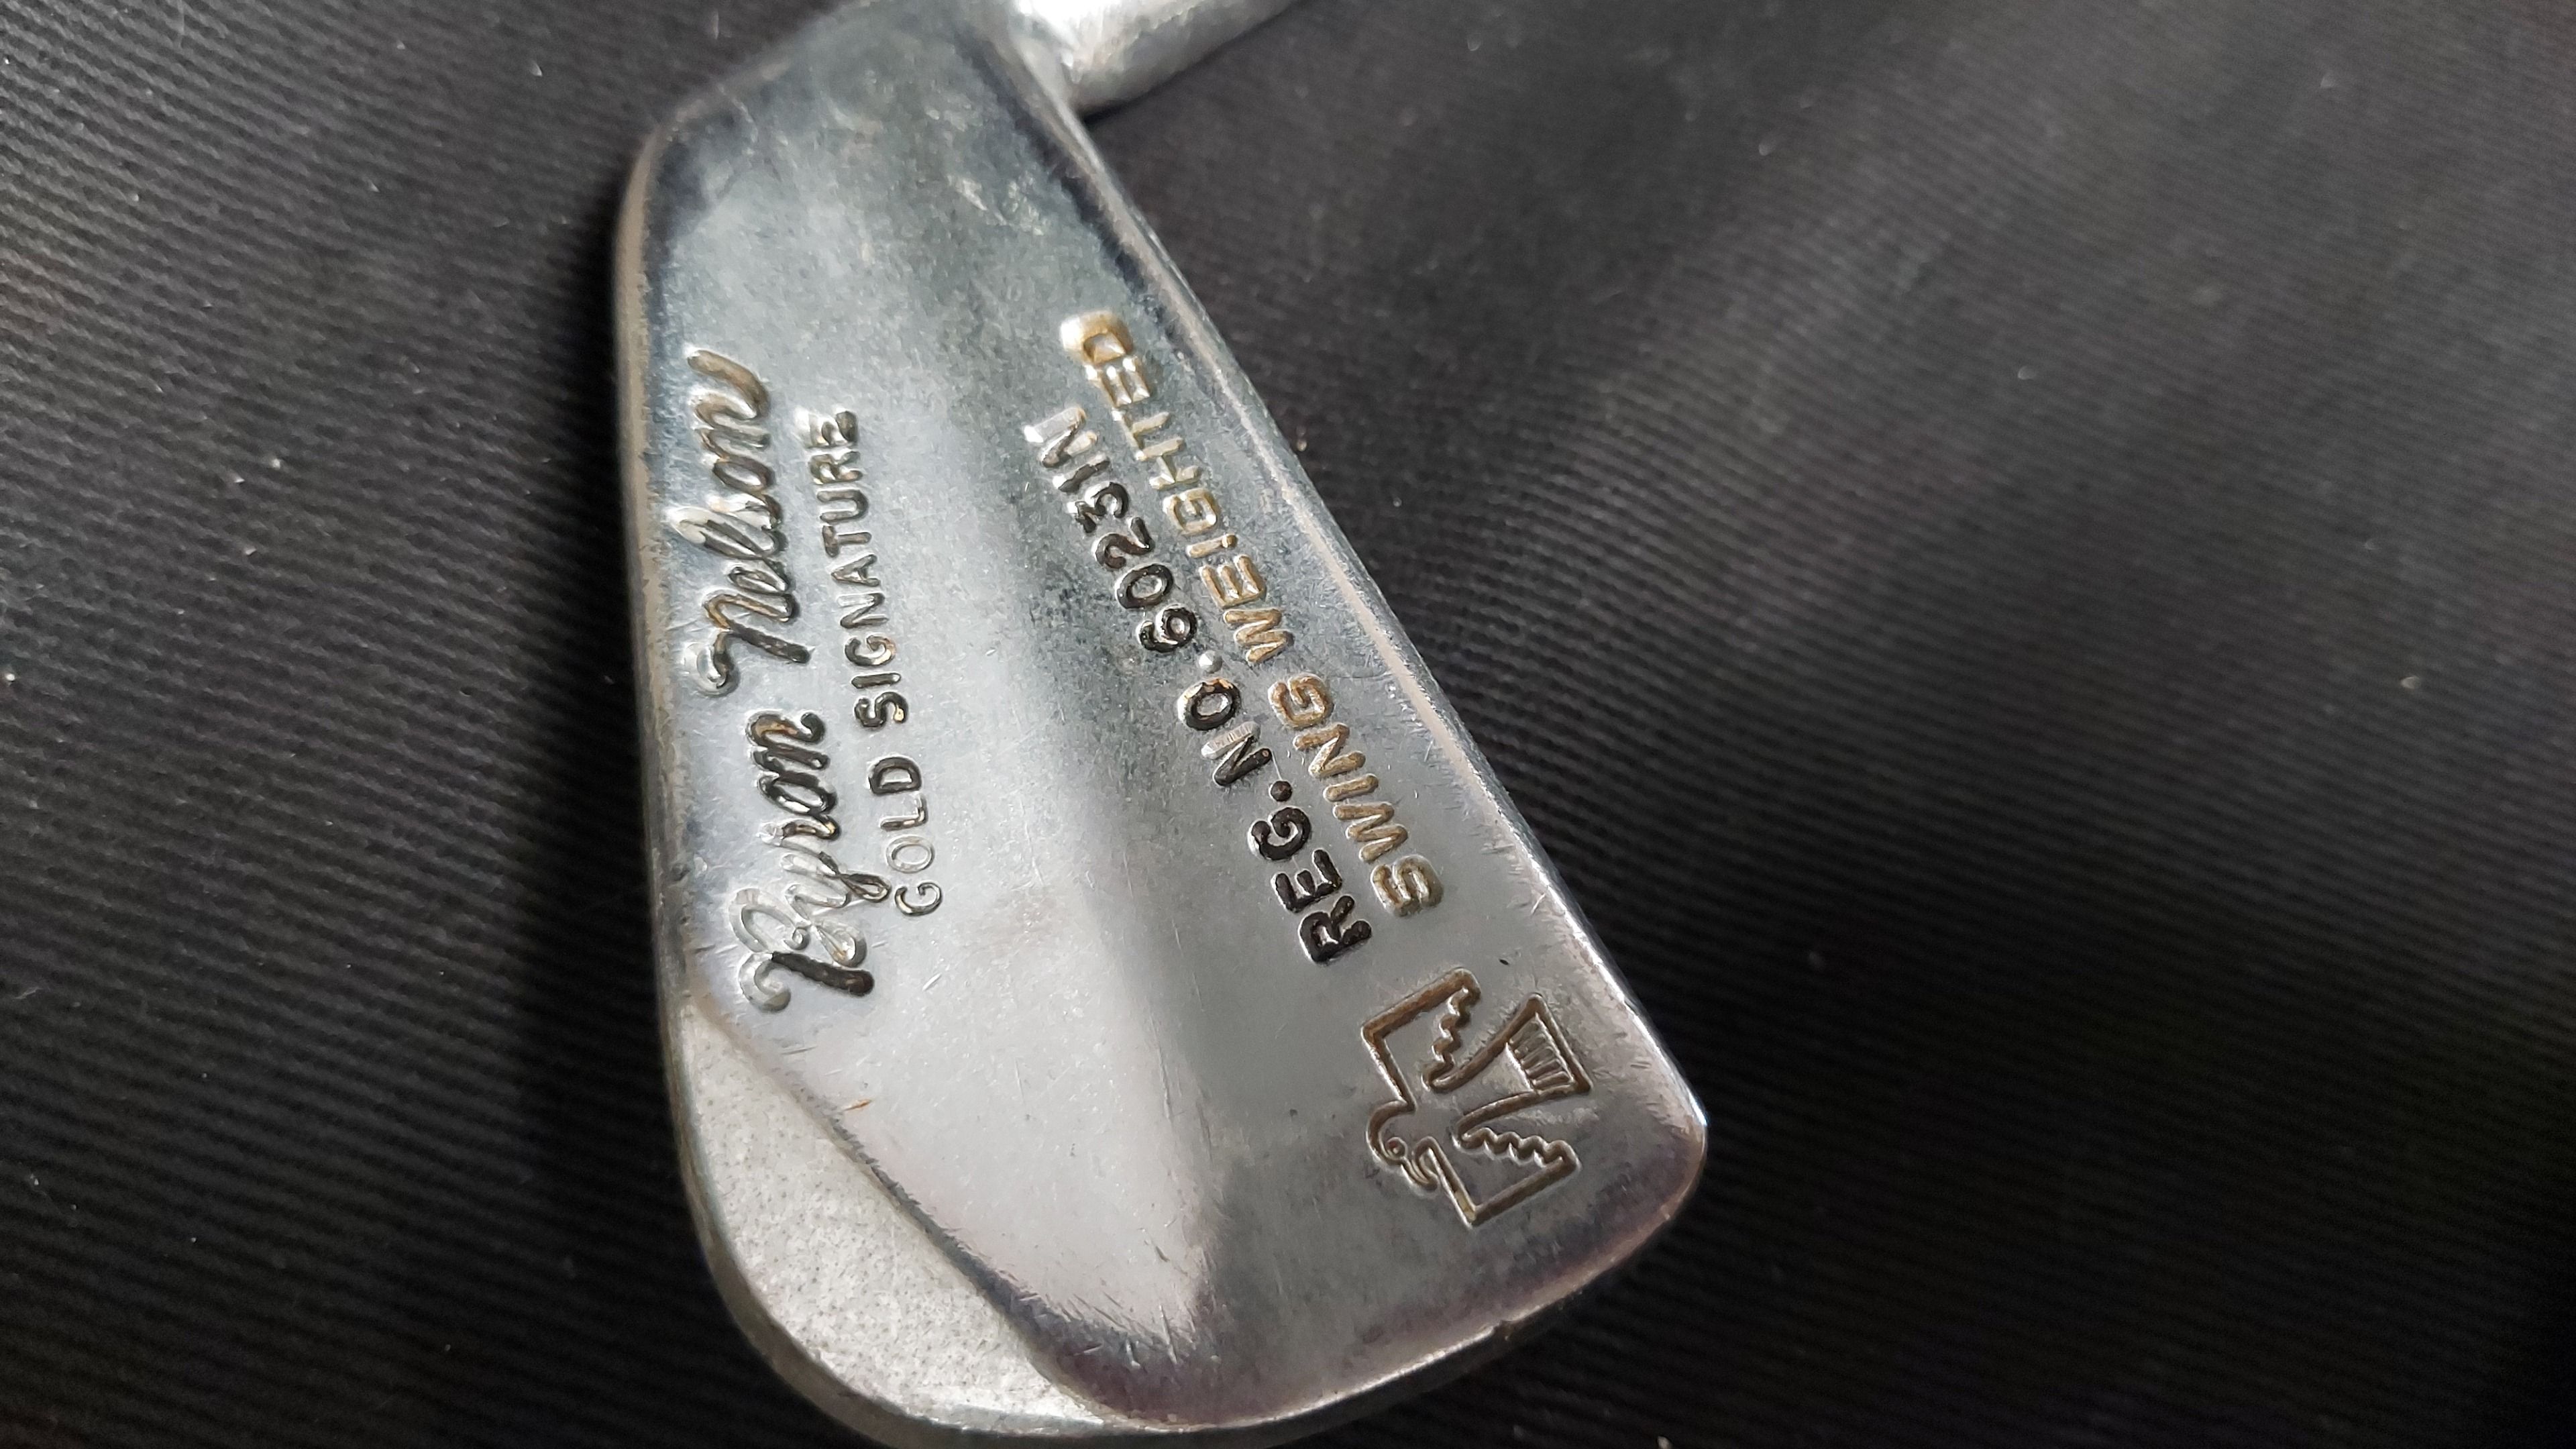 Byron Nelson
GOLD SIGNATURE
REG. NO. 6023IN
SWING WEIGHTED